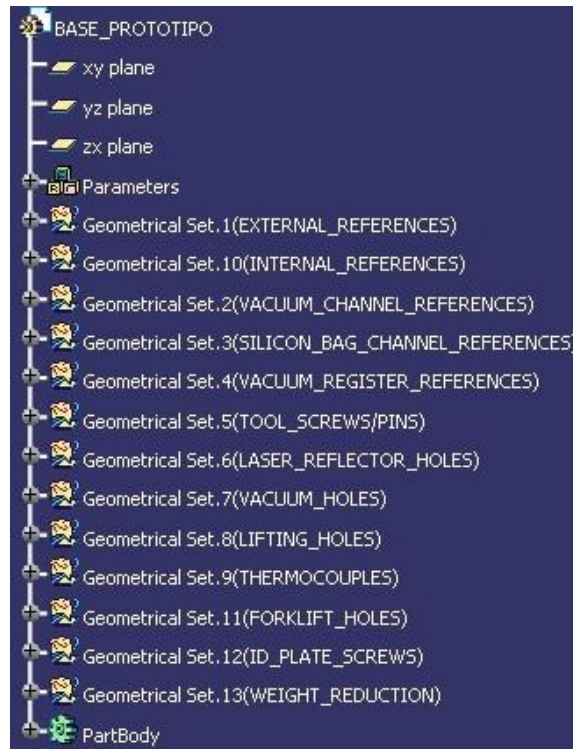 BASE_PROTOTIPO
xy plane
yz plane
zx plane
Parameters
Geometrical Set.1(EXTERNAL_REFERENCES)
Geometrical Set.10(INTERNAL_REFERENCES)
Geometrical Set.2(VACUUM_CHANNEL_REFERENCES)
Geometrical Set.3(SILICON_BAG_CHANNEL_REFERENCES)
Geometrical Set.4(VACUUM_REGISTER_REFERENCES)
Geometrical Set.5(TOOL_SCREWS/PINS)
Geometrical Set.6(LASER_REFLECTOR_HOLES)
Geometrical Set.7(VACUUM_HOLES)
Geometrical Set.8(LIFTING_HOLES)
Geometrical Set.9(THERMOCOUPLES)
Geometrical Set.11(FORKLIFT_HOLES)
Geometrical Set.12(ID_PLATE_SCREWS)
Geometrical Set.13(WEIGHT_REDUCTION)
PartBody